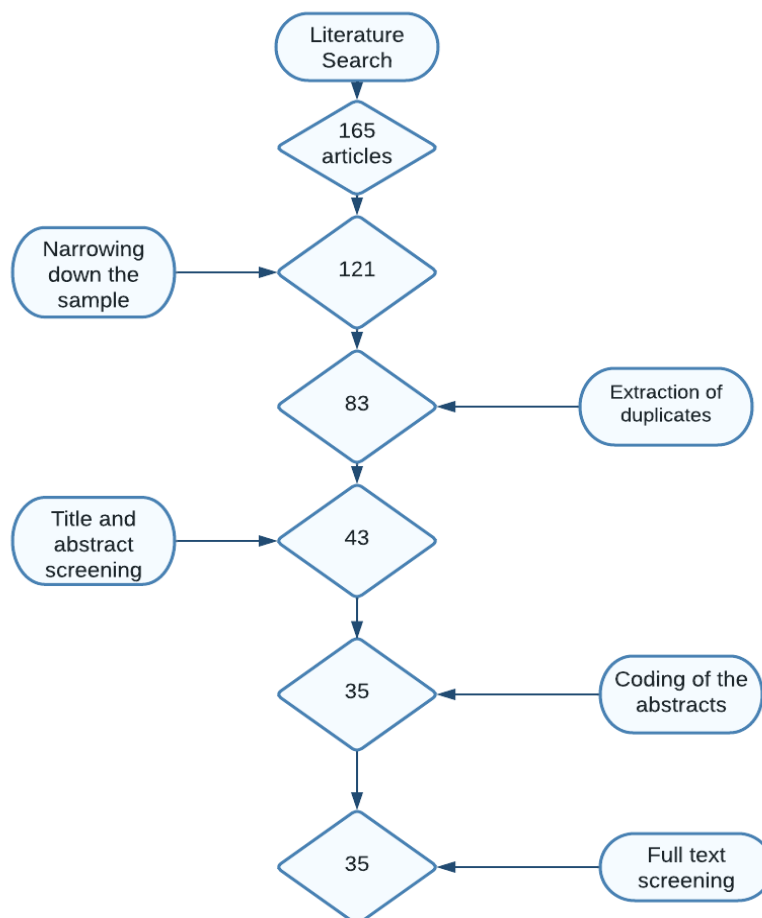 Literature
Search
165
articles
Narrowing
down the
sample
121
83
Extraction of
duplicates
Title and
abstract
screening
43
35
Coding of the
abstracts
35
Full text
screening